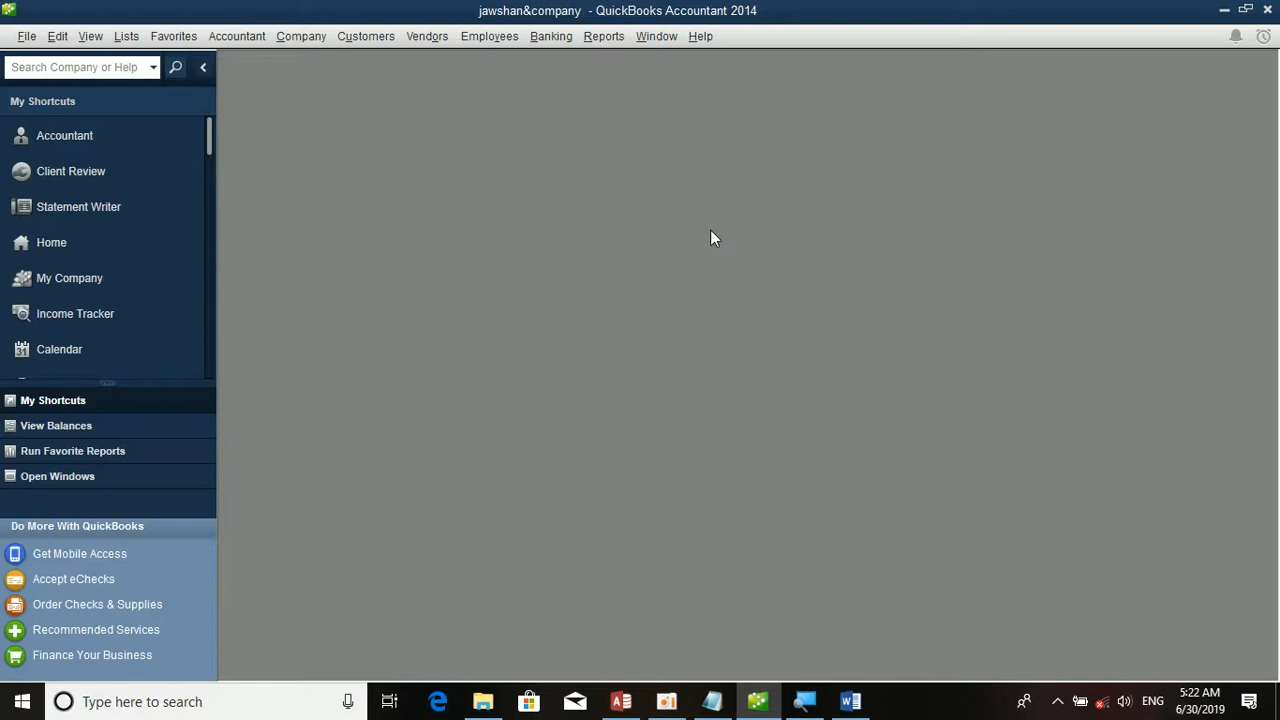 jawshan&company - QuickBooks Accountant 2014
File Edit View Lists Favorites Accountant Company Customers Vendors Employees Banking Reports Window Help
Search Company or Help
My Shortcuts
Accountant
Client Review
Statement Writer
Home
My Company
Income Tracker
31 Calendar
My Shortcuts
View Balances
Run Favorite Reports
Open Windows
Do More With QuickBooks
Get Mobile Access
Accept eChecks
Order Checks & Supplies
Recommended Services
Finance Your Business
Type here to search
ENG
5:22 AM
6/30/2019